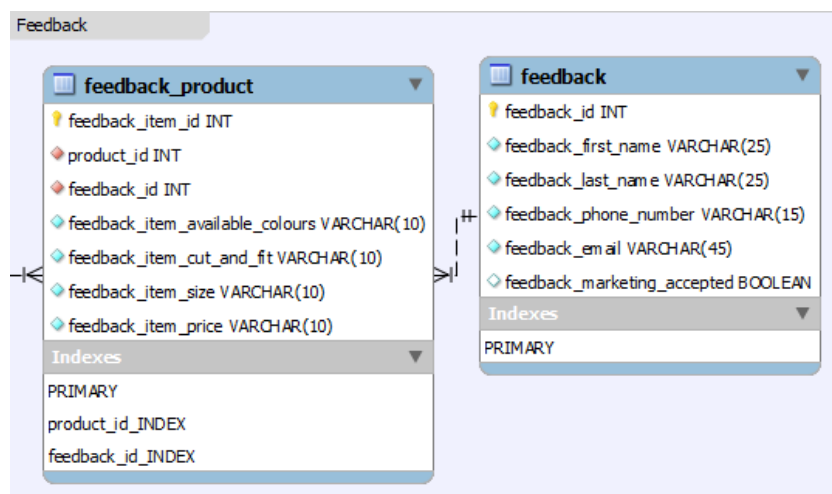 Feedback
feedback_product
feedback_item_id INT
product_id INT
feedback_id INT
feedback_item_available_colours VARCHAR(10)
feedback_item_cut_and_fit VARCHAR(10)
feedback_item_size VARCHAR(10)
feedback_item_price VARCHAR(10)
Indexes
PRIMARY
product_id_INDEX
feedback_id_INDEX
feedback
feedback_id INT
feedback_first_name VARCHAR(25)
feedback_last_name VARCHAR(25)
feedback_phone_number VARCHAR(15)
feedback_email VARCHAR(45)
feedback_marketing_accepted BOOLEAN
Indexes
PRIMARY